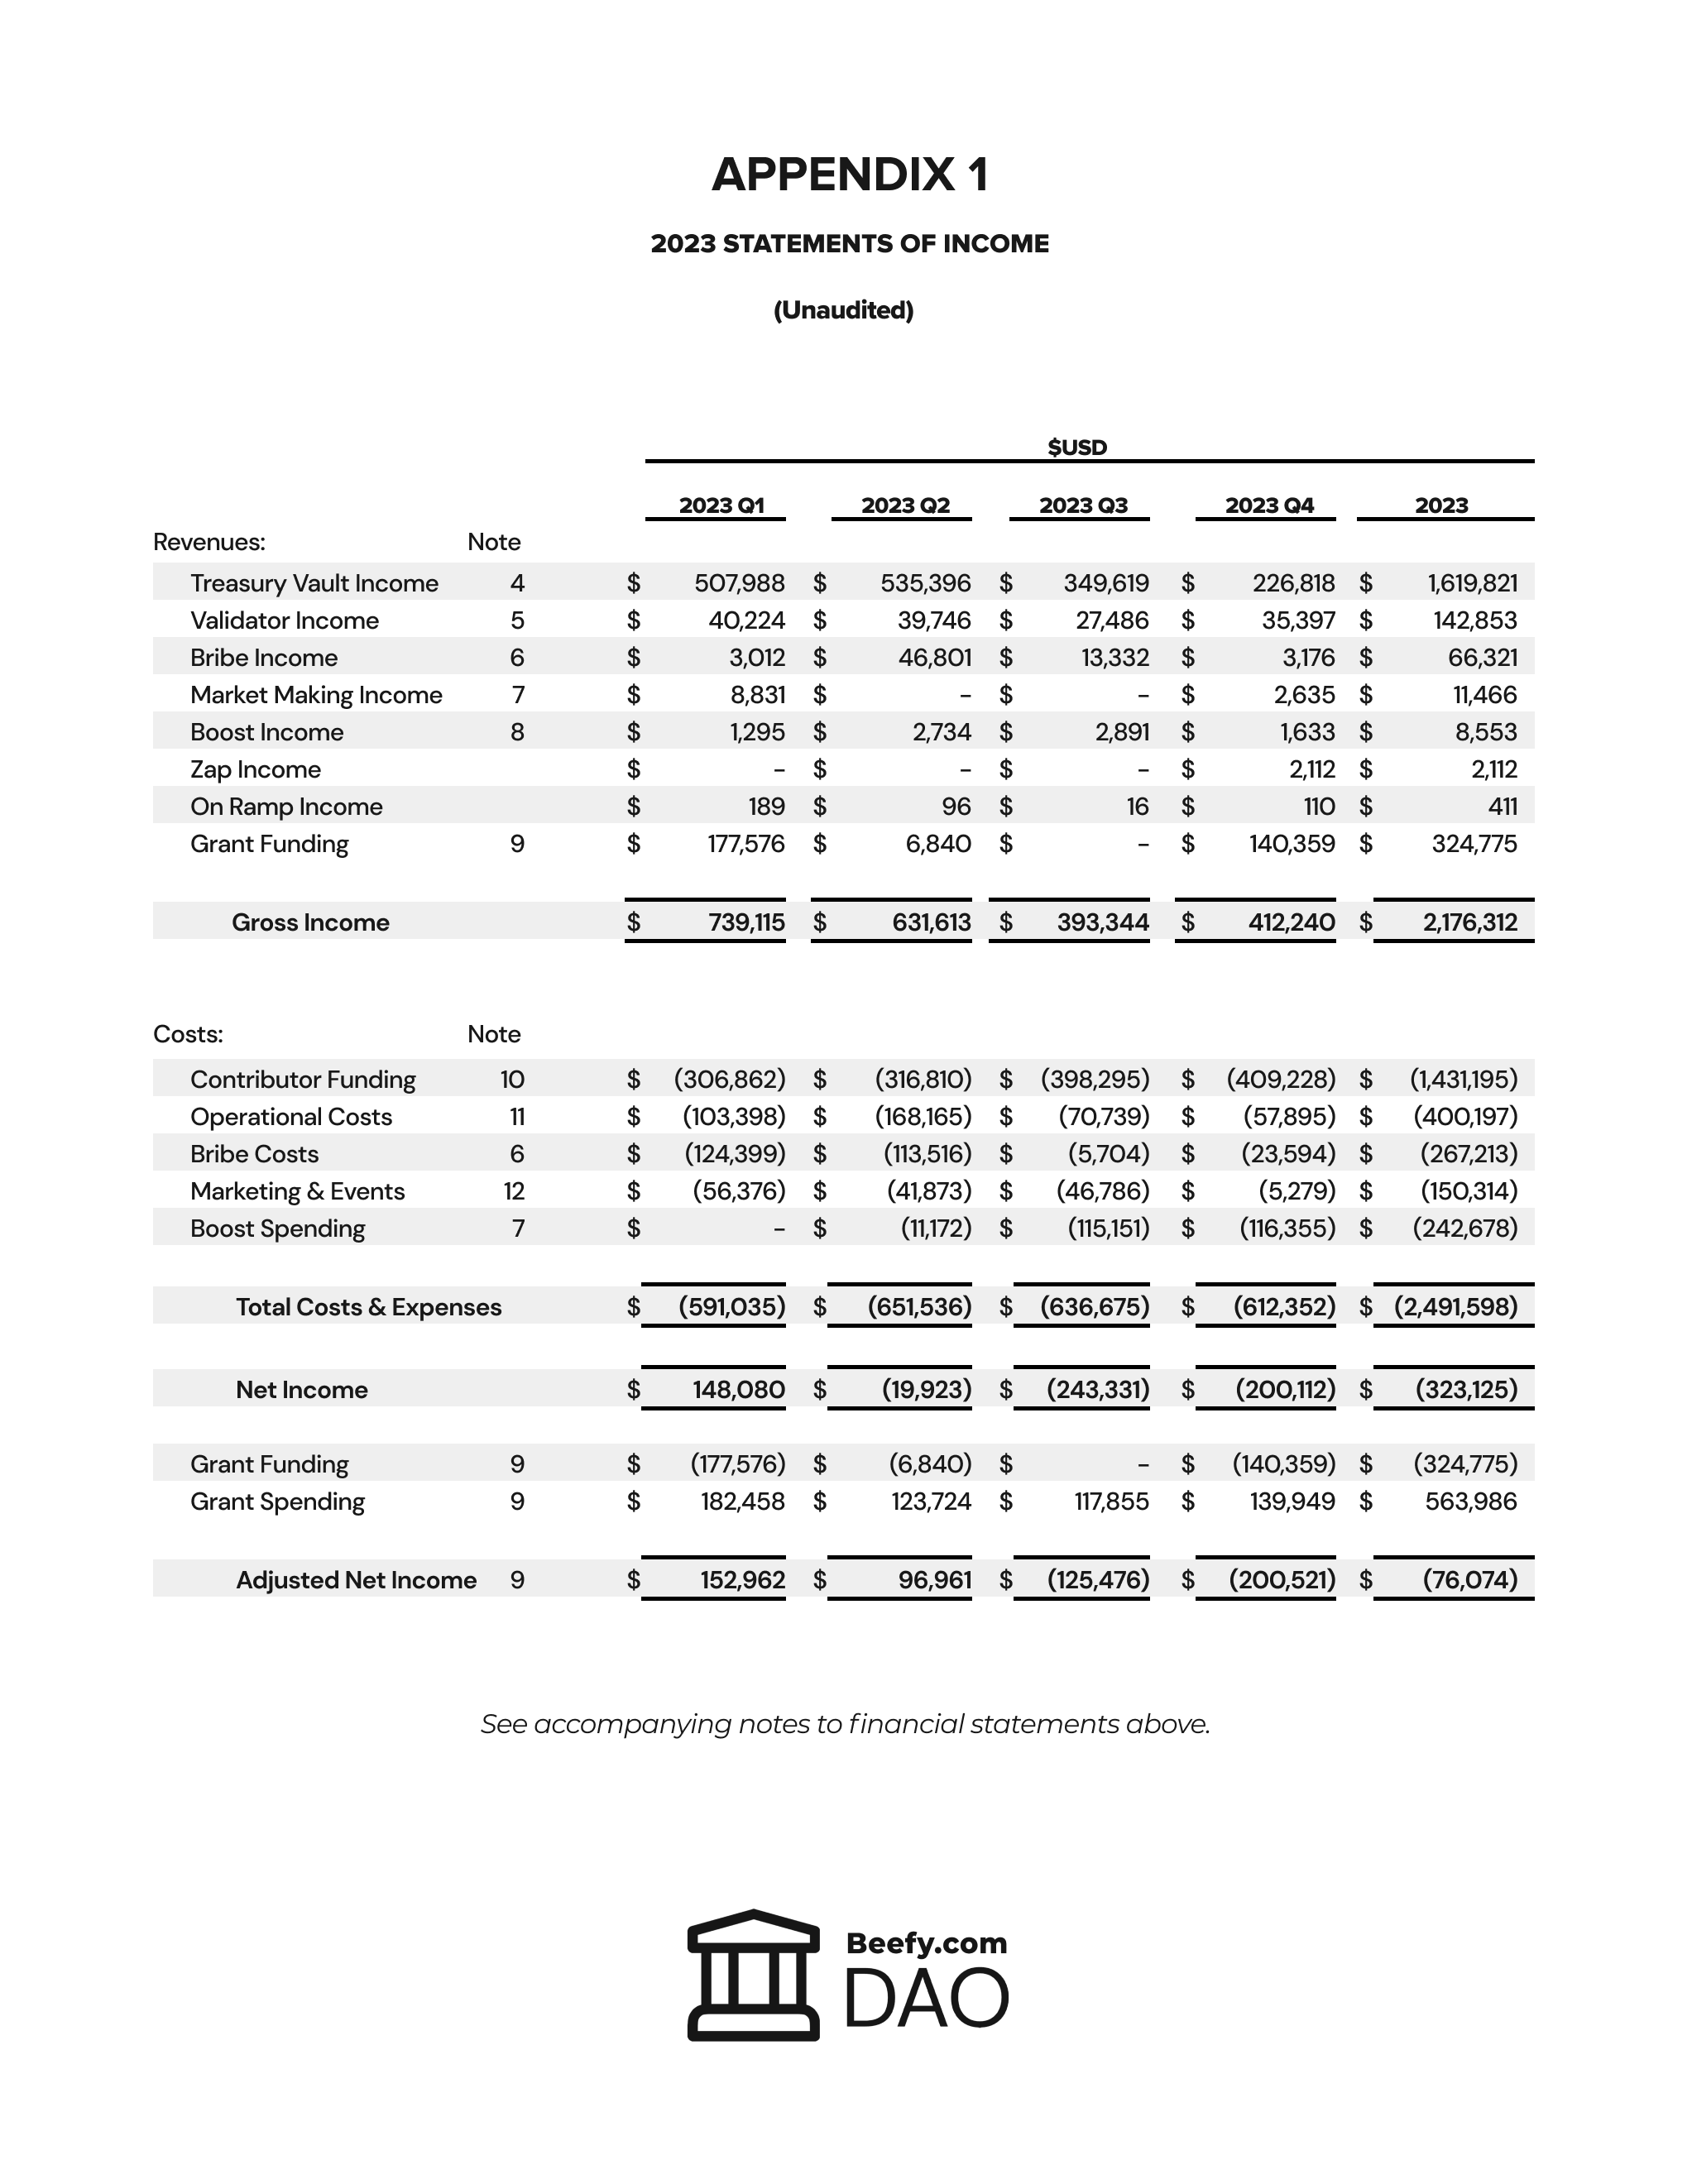 APPENDIX 1
2023 STATEMENTS OF INCOME
(Unaudited)
$USD
2023 Q1 2023 Q2 2023 Q3 2023 Q4 2023
Revenues: Note
Treasury Vault Income 4 $ 507,988 $ 535,396 $ 349,619 $ 226,818 $ 1,619,821
Validator Income 5 $ 40,224 $ 39,746 $ 27,486 $ 35,397 $ 142,853
Bribe Income 6 $ 3,012 $ 46,801 $ 13,332 $ 3,176 $ 66,321
Market Making Income 7 $ 8,831 $ – $ – $ 2,635 $ 11,466
Boost Income 8 $ 1,295 $ 2,734 $ 2,891 $ 1,633 $ 8,553
Zap Income $ – $ – $ – $ 2,112 $ 2,112
On Ramp Income $ 189 $ 96 $ 16 $ 110 $ 411
Grant Funding 9 $ 177,576 $ 6,840 $ – $ 140,359 $ 324,775
Gross Income $ 739,115 $ 631,613 $ 393,344 $ 412,240 $ 2,176,312
Costs: Note
Contributor Funding 10 $ (306,862) $ (316,810) $ (398,295) $ (409,228) $ (1,431,195)
Operational Costs 11 $ (103,398) $ (168,165) $ (70,739) $ (57,895) $ (400,197)
Bribe Costs 6 $ (124,399) $ (113,516) $ (5,704) $ (23,594) $ (267,213)
Marketing & Events 12 $ (56,376) $ (41,873) $ (46,786) $ (5,279) $ (150,314)
Boost Spending 7 $ – $ (11,172) $ (115,151) $ (116,355) $ (242,678)
Total Costs & Expenses $ (591,035) $ (651,536) $ (636,675) $ (612,352) $ (2,491,598)
Net Income $ 148,080 $ (19,923) $ (243,331) $ (200,112) $ (323,125)
Grant Funding 9 $ (177,576) $ (6,840) $ – $ (140,359) $ (324,775)
Grant Spending 9 $ 182,458 $ 123,724 $ 117,855 $ 139,949 $ 563,986
Adjusted Net Income 9 $ 152,962 $ 96,961 $ (125,476) $ (200,521) $ (76,074)
See accompanying notes to financial statements above.
Beefy.com
DAO